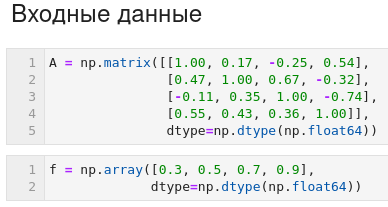 Входные данные
1 A = np.matrix([[1.00, 0.17, -0.25, 0.54],
2 [0.47, 1.00, 0.67, -0.32],
3 [-0.11, 0.35, 1.00, -0.74],
4 [0.55, 0.43, 0.36, 1.00]],
5 dtype=np.dtype(np.float64))
1 f = np.array([0.3, 0.5, 0.7, 0.9],
2 dtype=np.dtype(np.float64))